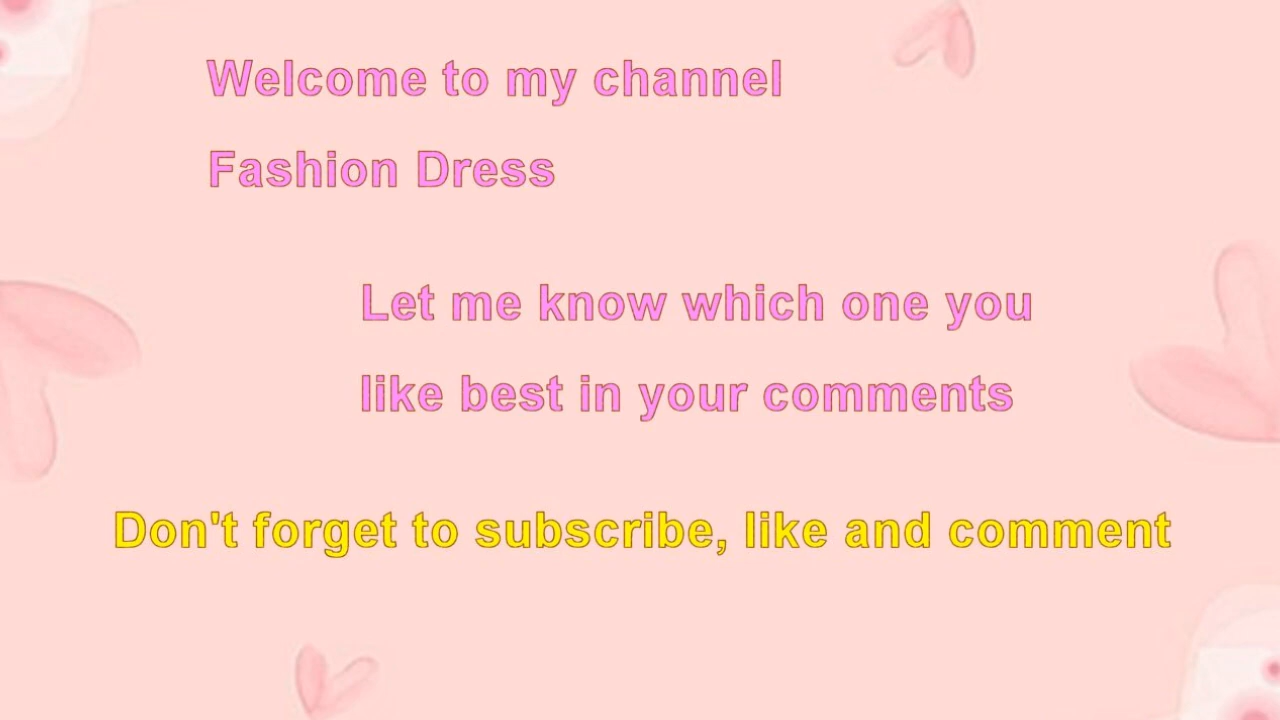 Welcome to my channel
Fashion Dress
Let me know which one you
like best in your comments
Don't forget to subscribe, like and comment